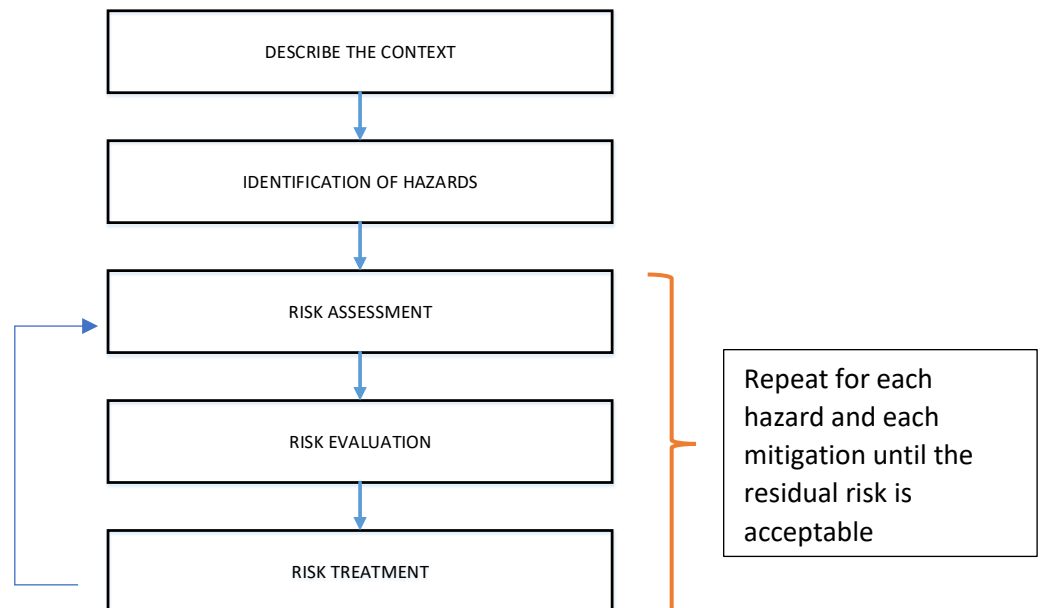 DESCRIBE THE CONTEXT
IDENTIFICATION OF HAZARDS
RISK ASSESSMENT
RISK EVALUATION
RISK TREATMENT
Repeat for each
hazard and each
mitigation until the
residual risk is
acceptable